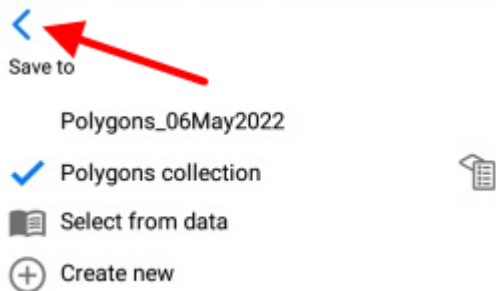 Save to
Polygons_06May2022
Polygons collection
Select from data
Create new